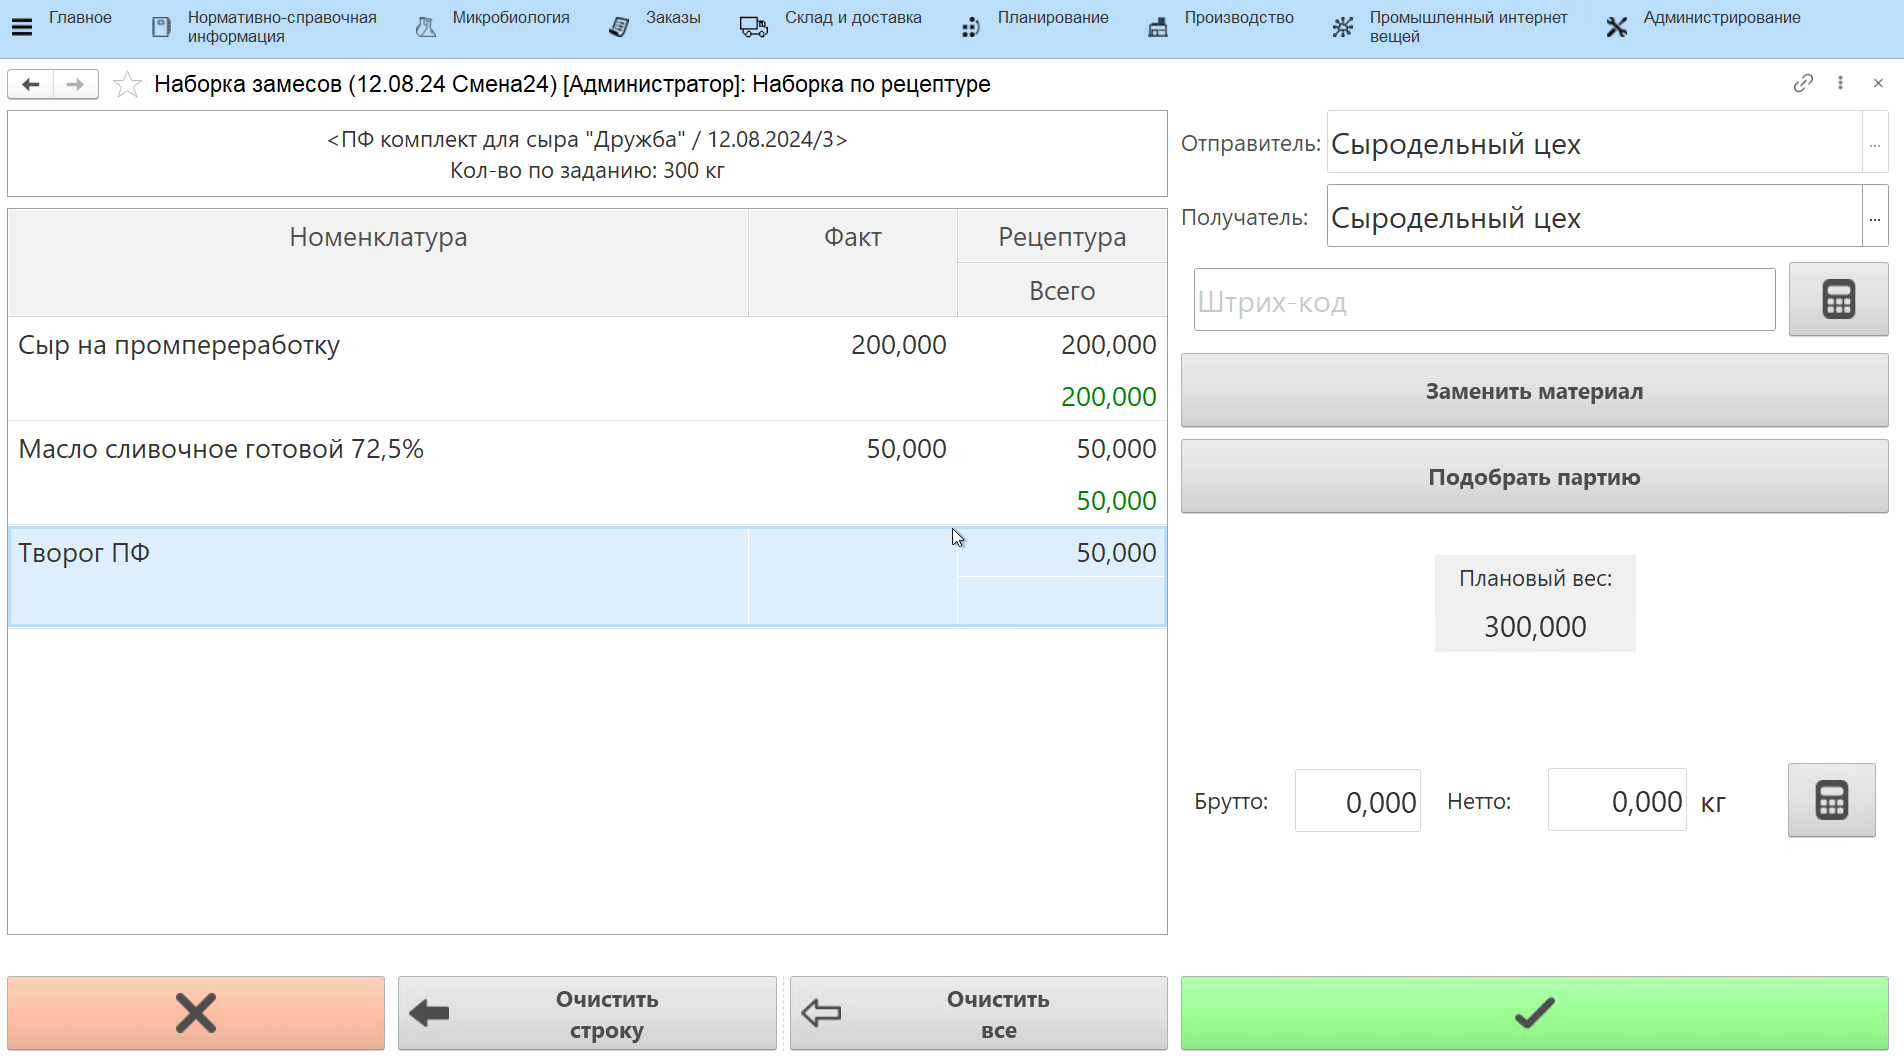 Главное
Нормативно-справочная
информация
Микробиология
Заказы
Склад и доставка
Планирование
Производство
Промышленный интернет
вещей
Администрирование
Наборка замесов (12.08.24 Смена24) [Администратор]: Наборка по рецептуре
<ПФ комплект для сыра "Дружба" / 12.08.2024/3>
Кол-во по заданию: 300 кг
Номенклатура
Факт
Рецептура
Всего
Сыр на промпереработку
200,000
200,000
200,000
Масло сливочное готовой 72,5%
50,000
50,000
50,000
Творог ПФ
50,000
Отправитель:
Сыродельный цех
...
Получатель:
Сыродельный цех
...
Штрих-код
Заменить материал
Подобрать партию
Плановый вес:
300,000
Брутто:
0,000
Нетто:
0,000
кг
Очистить
строку
Очистить
все